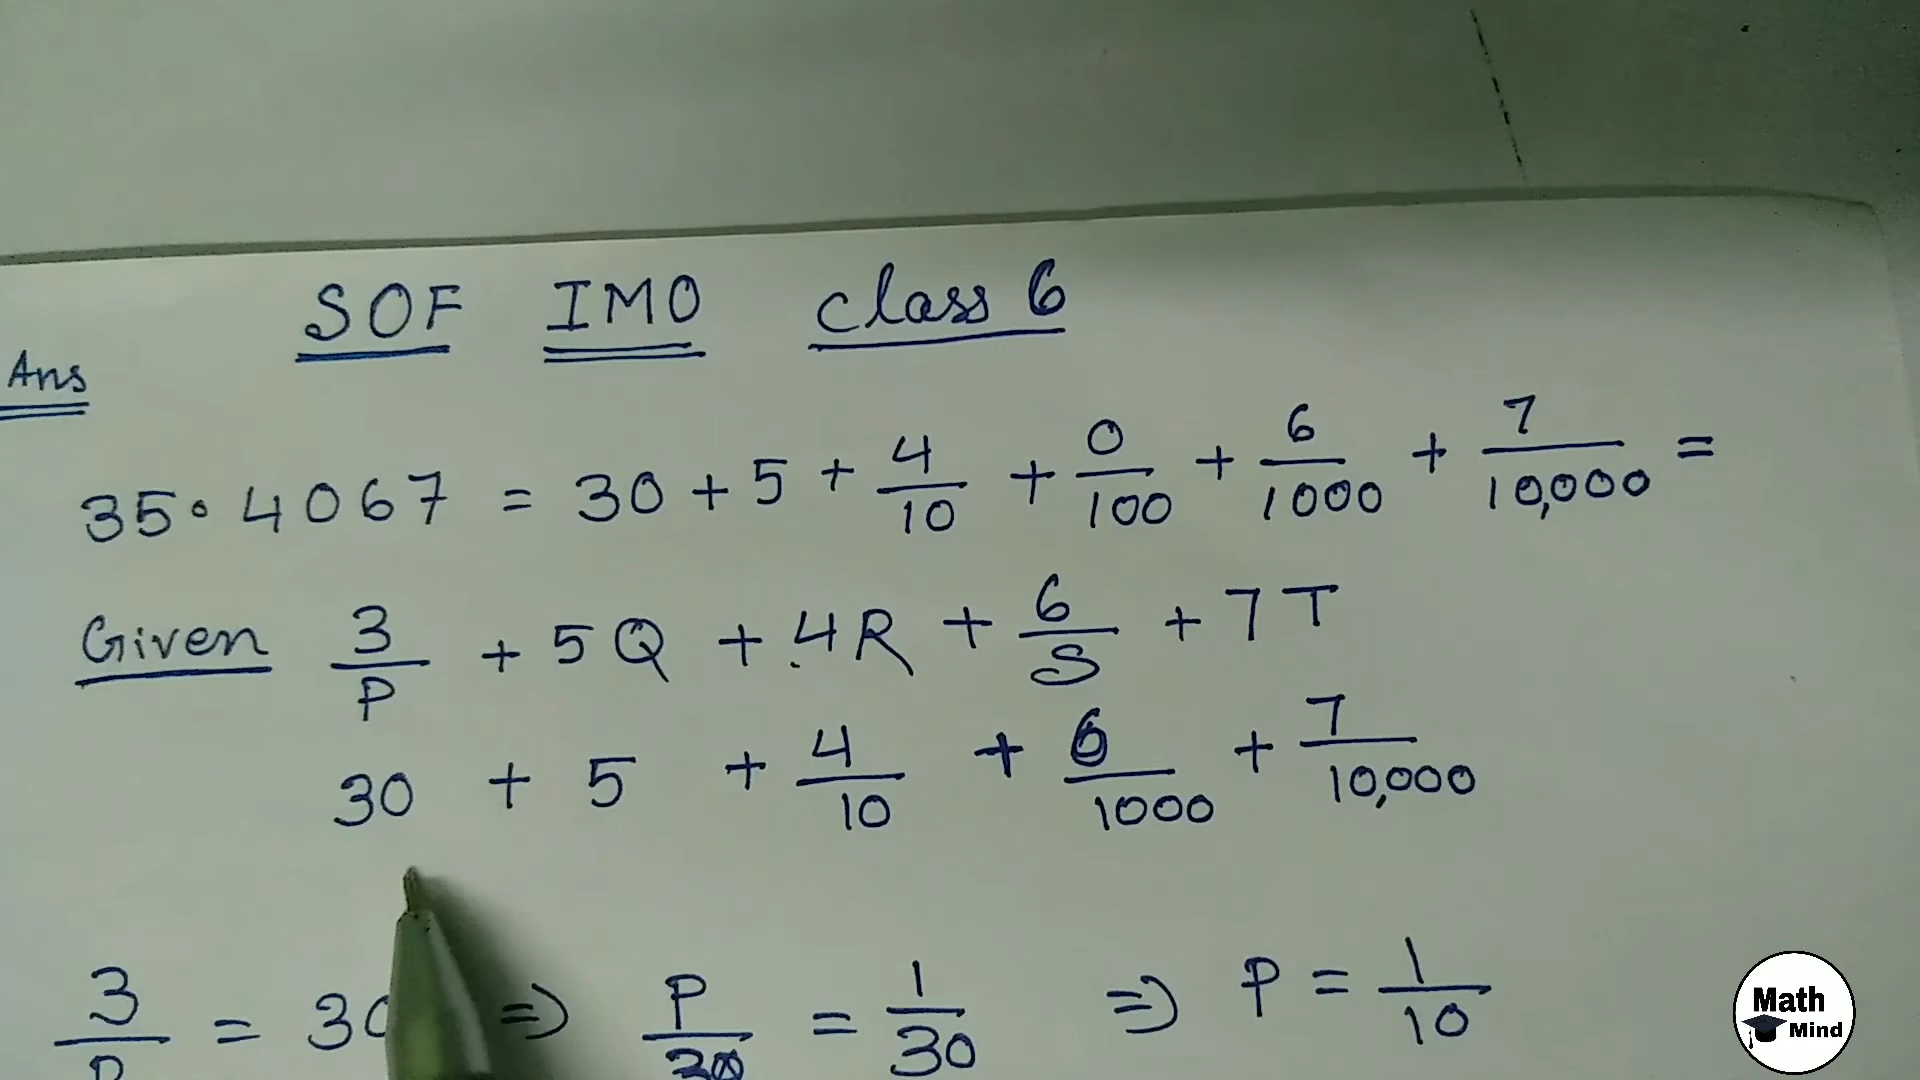 SOF IMO class 6
Ans
35.4067 = 30 + 5 + 4/10 + 0/100 + 6/1000 + 7/10,000 =
Given 3/P + 5Q + .4R + 6/S + 7T
30 + 5 + 4/10 + 6/1000 + 7/10,000
3/P = 30 => P/3 = 1/30 => P = 1/10
Math
Mind